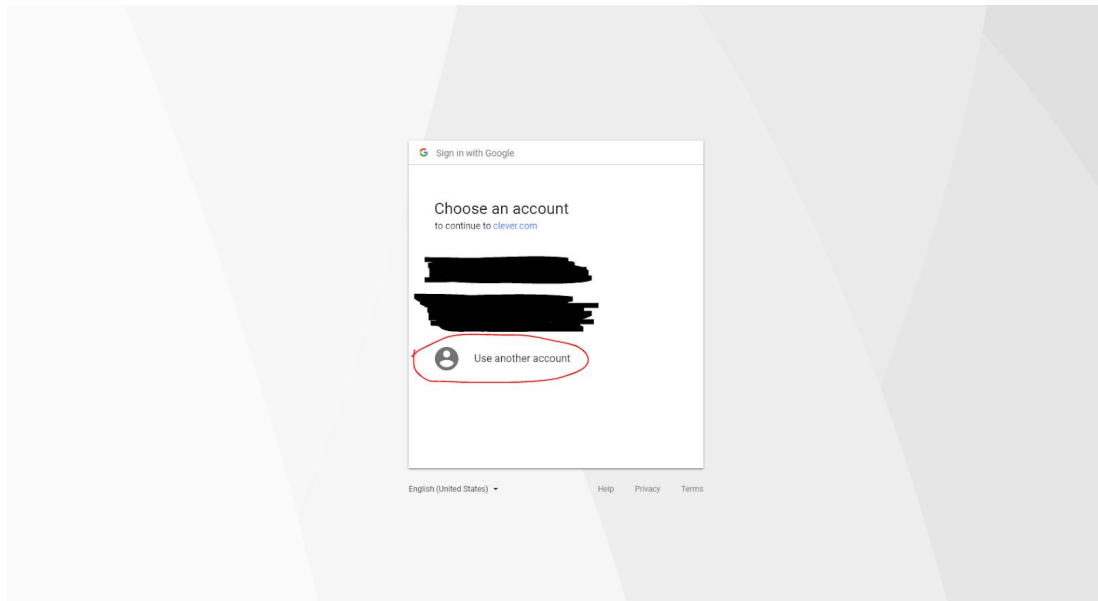 Sign in with Google
Choose an account
to continue to clever.com
Use another account
English (United States)
Help Privacy Terms